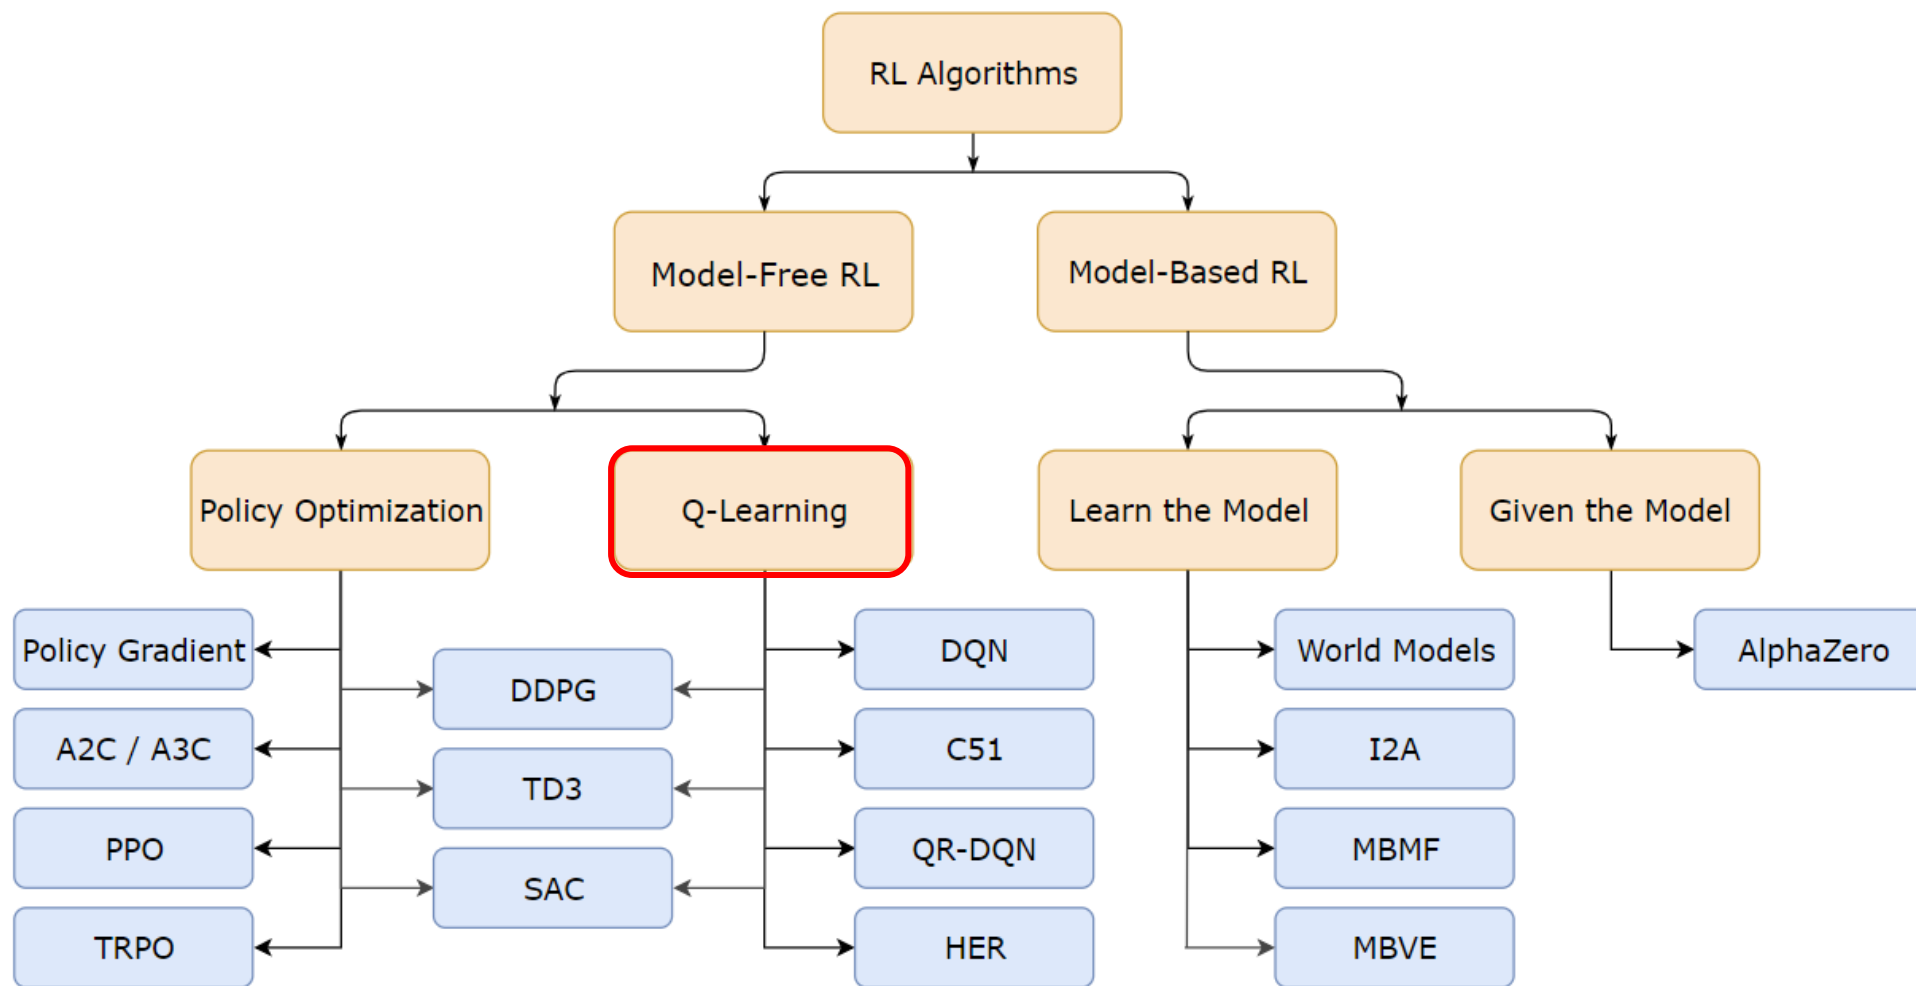 RL Algorithms
Model-Free RL
Model-Based RL
Policy Optimization
Q-Learning
Learn the Model
Given the Model
Policy Gradient
DDPG
DQN
World Models
AlphaZero
A2C / A3C
TD3
C51
I2A
PPO
SAC
QR-DQN
MBMF
TRPO
HER
MBVE